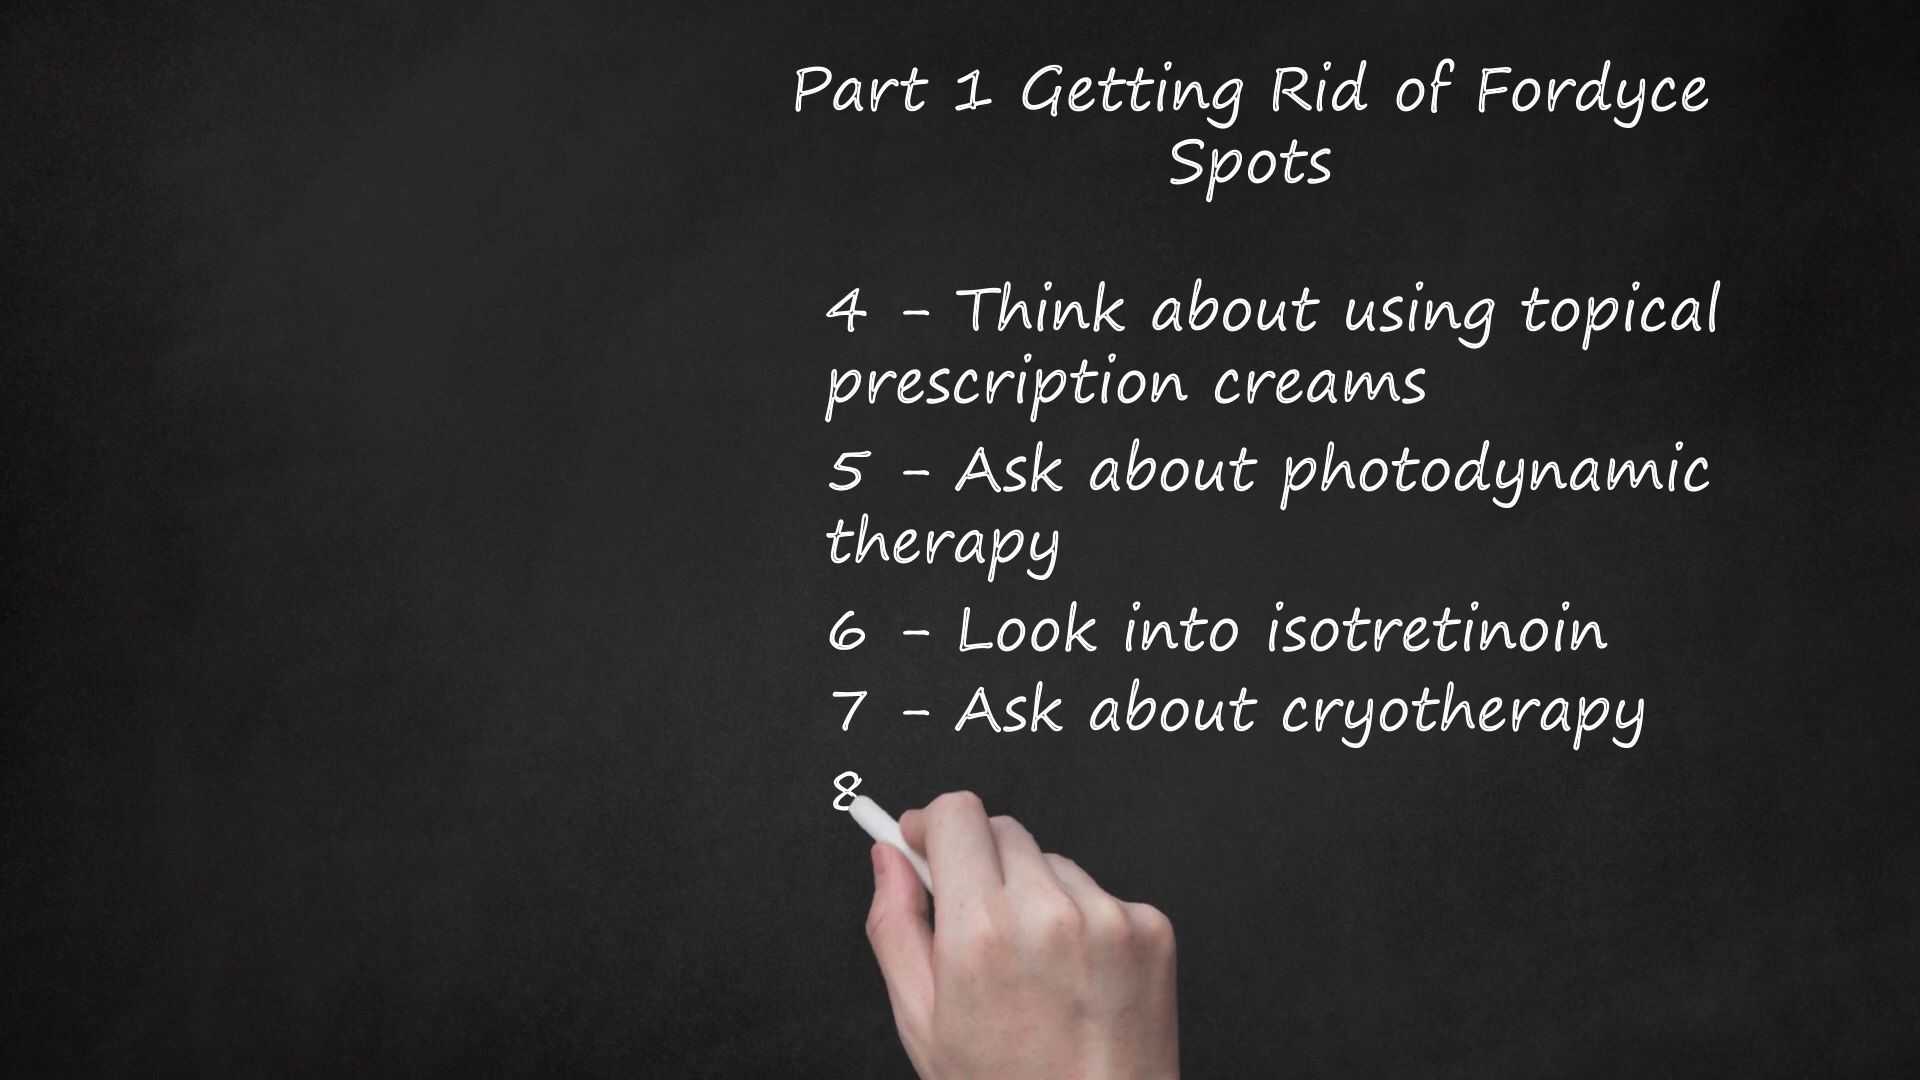 Part 1 Getting Rid of Fordyce
Spots
4 - Think about using topical
prescription creams
5 - Ask about photodynamic
therapy
6 - Look into isotretinoin
7 - Ask about cryotherapy
8